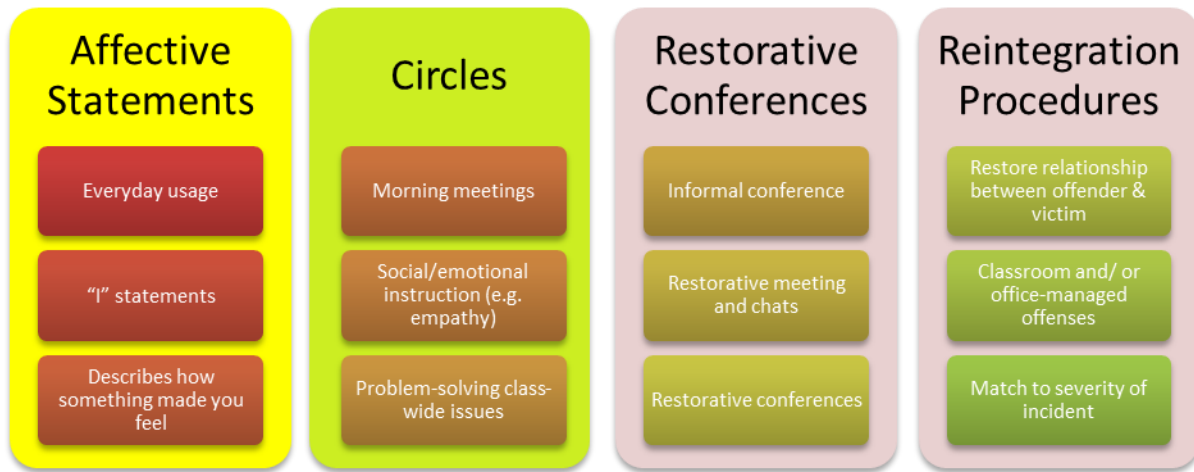 Affective
Statements
Everyday usage
“I” statements
Describes how
something made you
feel
Circles
Morning meetings
Social/emotional
instruction (e.g.
empathy)
Problem-solving class-
wide issues
Restorative
Conferences
Informal conference
Restorative meeting
and chats
Restorative conferences
Reintegration
Procedures
Restore relationship
between offender &
victim
Classroom and/ or
office-managed
offenses
Match to severity of
incident